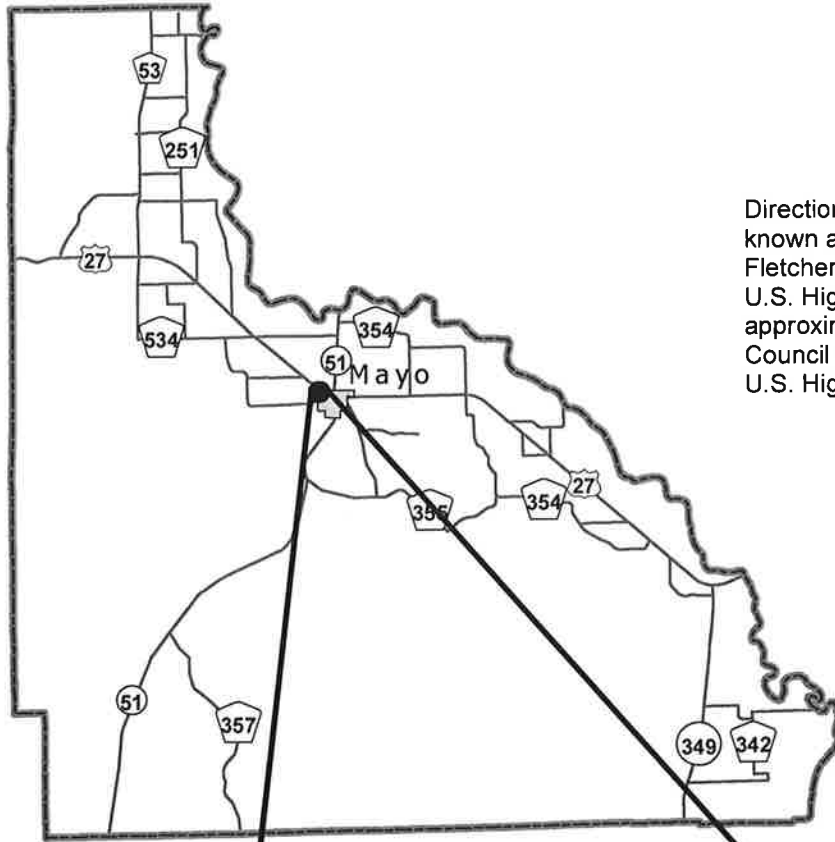 53
251
27
534
354
51
Mayo
Direction
known a
Fletcher
U.S. Hig
approxin
Council
U.S. Hig
27
355
354
51
357
349
342